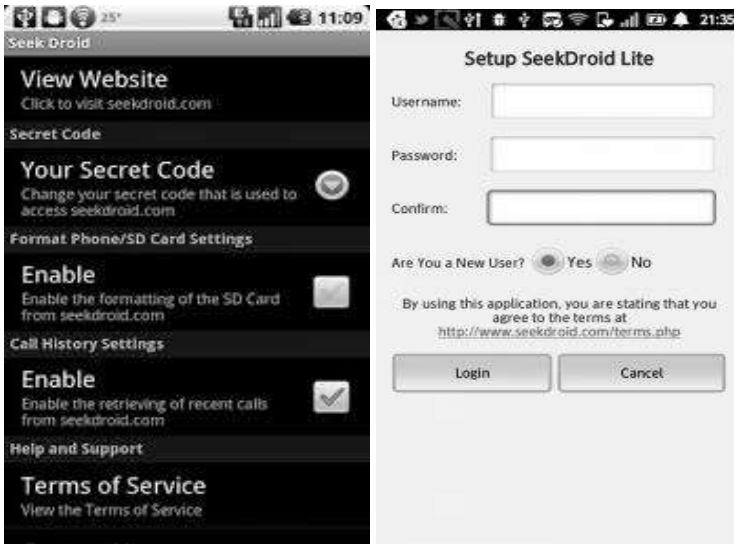 25°
11:09
Seek Droid
View Website
Click to visit seekdroid.com
Secret Code
Your Secret Code
Change your secret code that is used to
access seekdroid.com
Format Phone/SD Card Settings
Enable
Enable the formatting of the SD Card
from seekdroid.com
Call History Settings
Enable
Enable the retrieving of recent calls
from seekdroid.com
Help and Support
Terms of Service
View the Terms of Service
21:35
Setup SeekDroid Lite
Username:
Password:
Confirm:
Are You a New User? Yes No
By using this application, you are stating that you
agree to the terms at
http://www.seekdroid.com/terms.php
Login Cancel